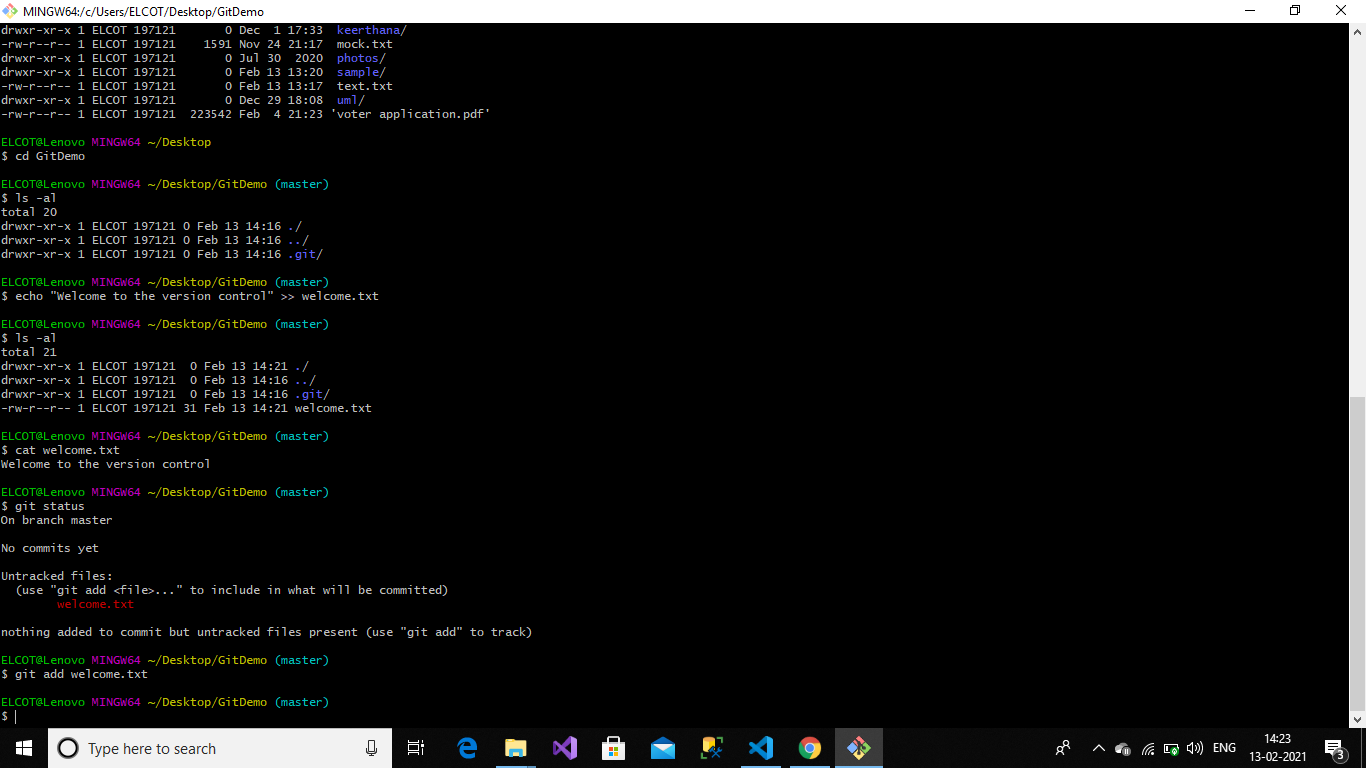 MINGW64:/c/Users/ELCOT/Desktop/GitDemo
drwxr-xr-x 1 ELCOT 197121      0 Dec  1 17:33  keerthana/
-rw-r--r-- 1 ELCOT 197121   1591 Nov 24 21:17  mock.txt
drwxr-xr-x 1 ELCOT 197121      0 Jul 30  2020  photos/
drwxr-xr-x 1 ELCOT 197121      0 Feb 13 13:20  sample/
-rw-r--r-- 1 ELCOT 197121      0 Feb 13 13:17  text.txt
drwxr-xr-x 1 ELCOT 197121      0 Dec 29 18:08  uml/
-rw-r--r-- 1 ELCOT 197121 223542 Feb  4 21:23 'voter application.pdf'
ELCOT@Lenovo MINGW64 ~/Desktop
$ cd GitDemo
ELCOT@Lenovo MINGW64 ~/Desktop/GitDemo (master)
$ ls -al
total 20
drwxr-xr-x 1 ELCOT 197121 0 Feb 13 14:16 ./
drwxr-xr-x 1 ELCOT 197121 0 Feb 13 14:16 ../
drwxr-xr-x 1 ELCOT 197121 0 Feb 13 14:16 .git/
ELCOT@Lenovo MINGW64 ~/Desktop/GitDemo (master)
$ echo "Welcome to the version control" >> welcome.txt
ELCOT@Lenovo MINGW64 ~/Desktop/GitDemo (master)
$ ls -al
total 21
drwxr-xr-x 1 ELCOT 197121  0 Feb 13 14:21 ./
drwxr-xr-x 1 ELCOT 197121  0 Feb 13 14:16 ../
drwxr-xr-x 1 ELCOT 197121  0 Feb 13 14:16 .git/
-rw-r--r-- 1 ELCOT 197121 31 Feb 13 14:21 welcome.txt
ELCOT@Lenovo MINGW64 ~/Desktop/GitDemo (master)
$ cat welcome.txt
Welcome to the version control
ELCOT@Lenovo MINGW64 ~/Desktop/GitDemo (master)
$ git status
On branch master
No commits yet
Untracked files:
  (use "git add <file>..." to include in what will be committed)
        welcome.txt
nothing added to commit but untracked files present (use "git add" to track)
ELCOT@Lenovo MINGW64 ~/Desktop/GitDemo (master)
$ git add welcome.txt
ELCOT@Lenovo MINGW64 ~/Desktop/GitDemo (master)
$
Type here to search
ENG
14:23
13-02-2021
3